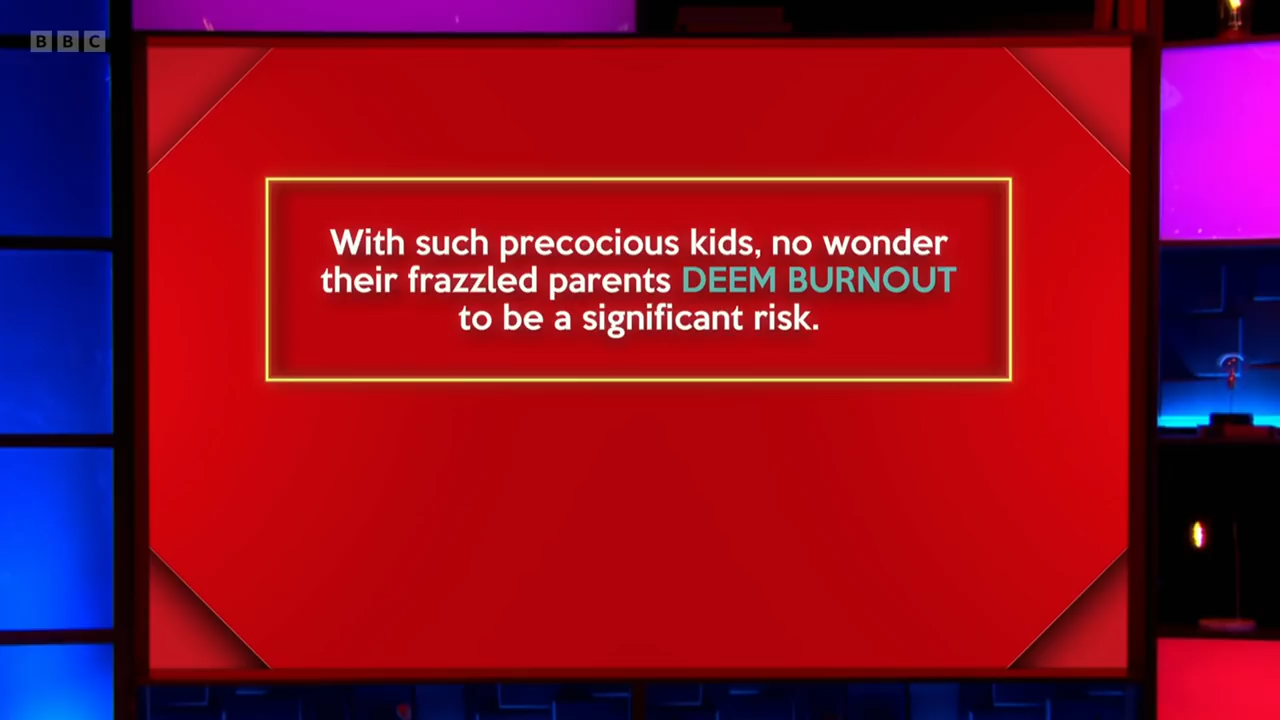 BBC
With such precocious kids, no wonder
their frazzled parents DEEM BURNOUT
to be a significant risk.